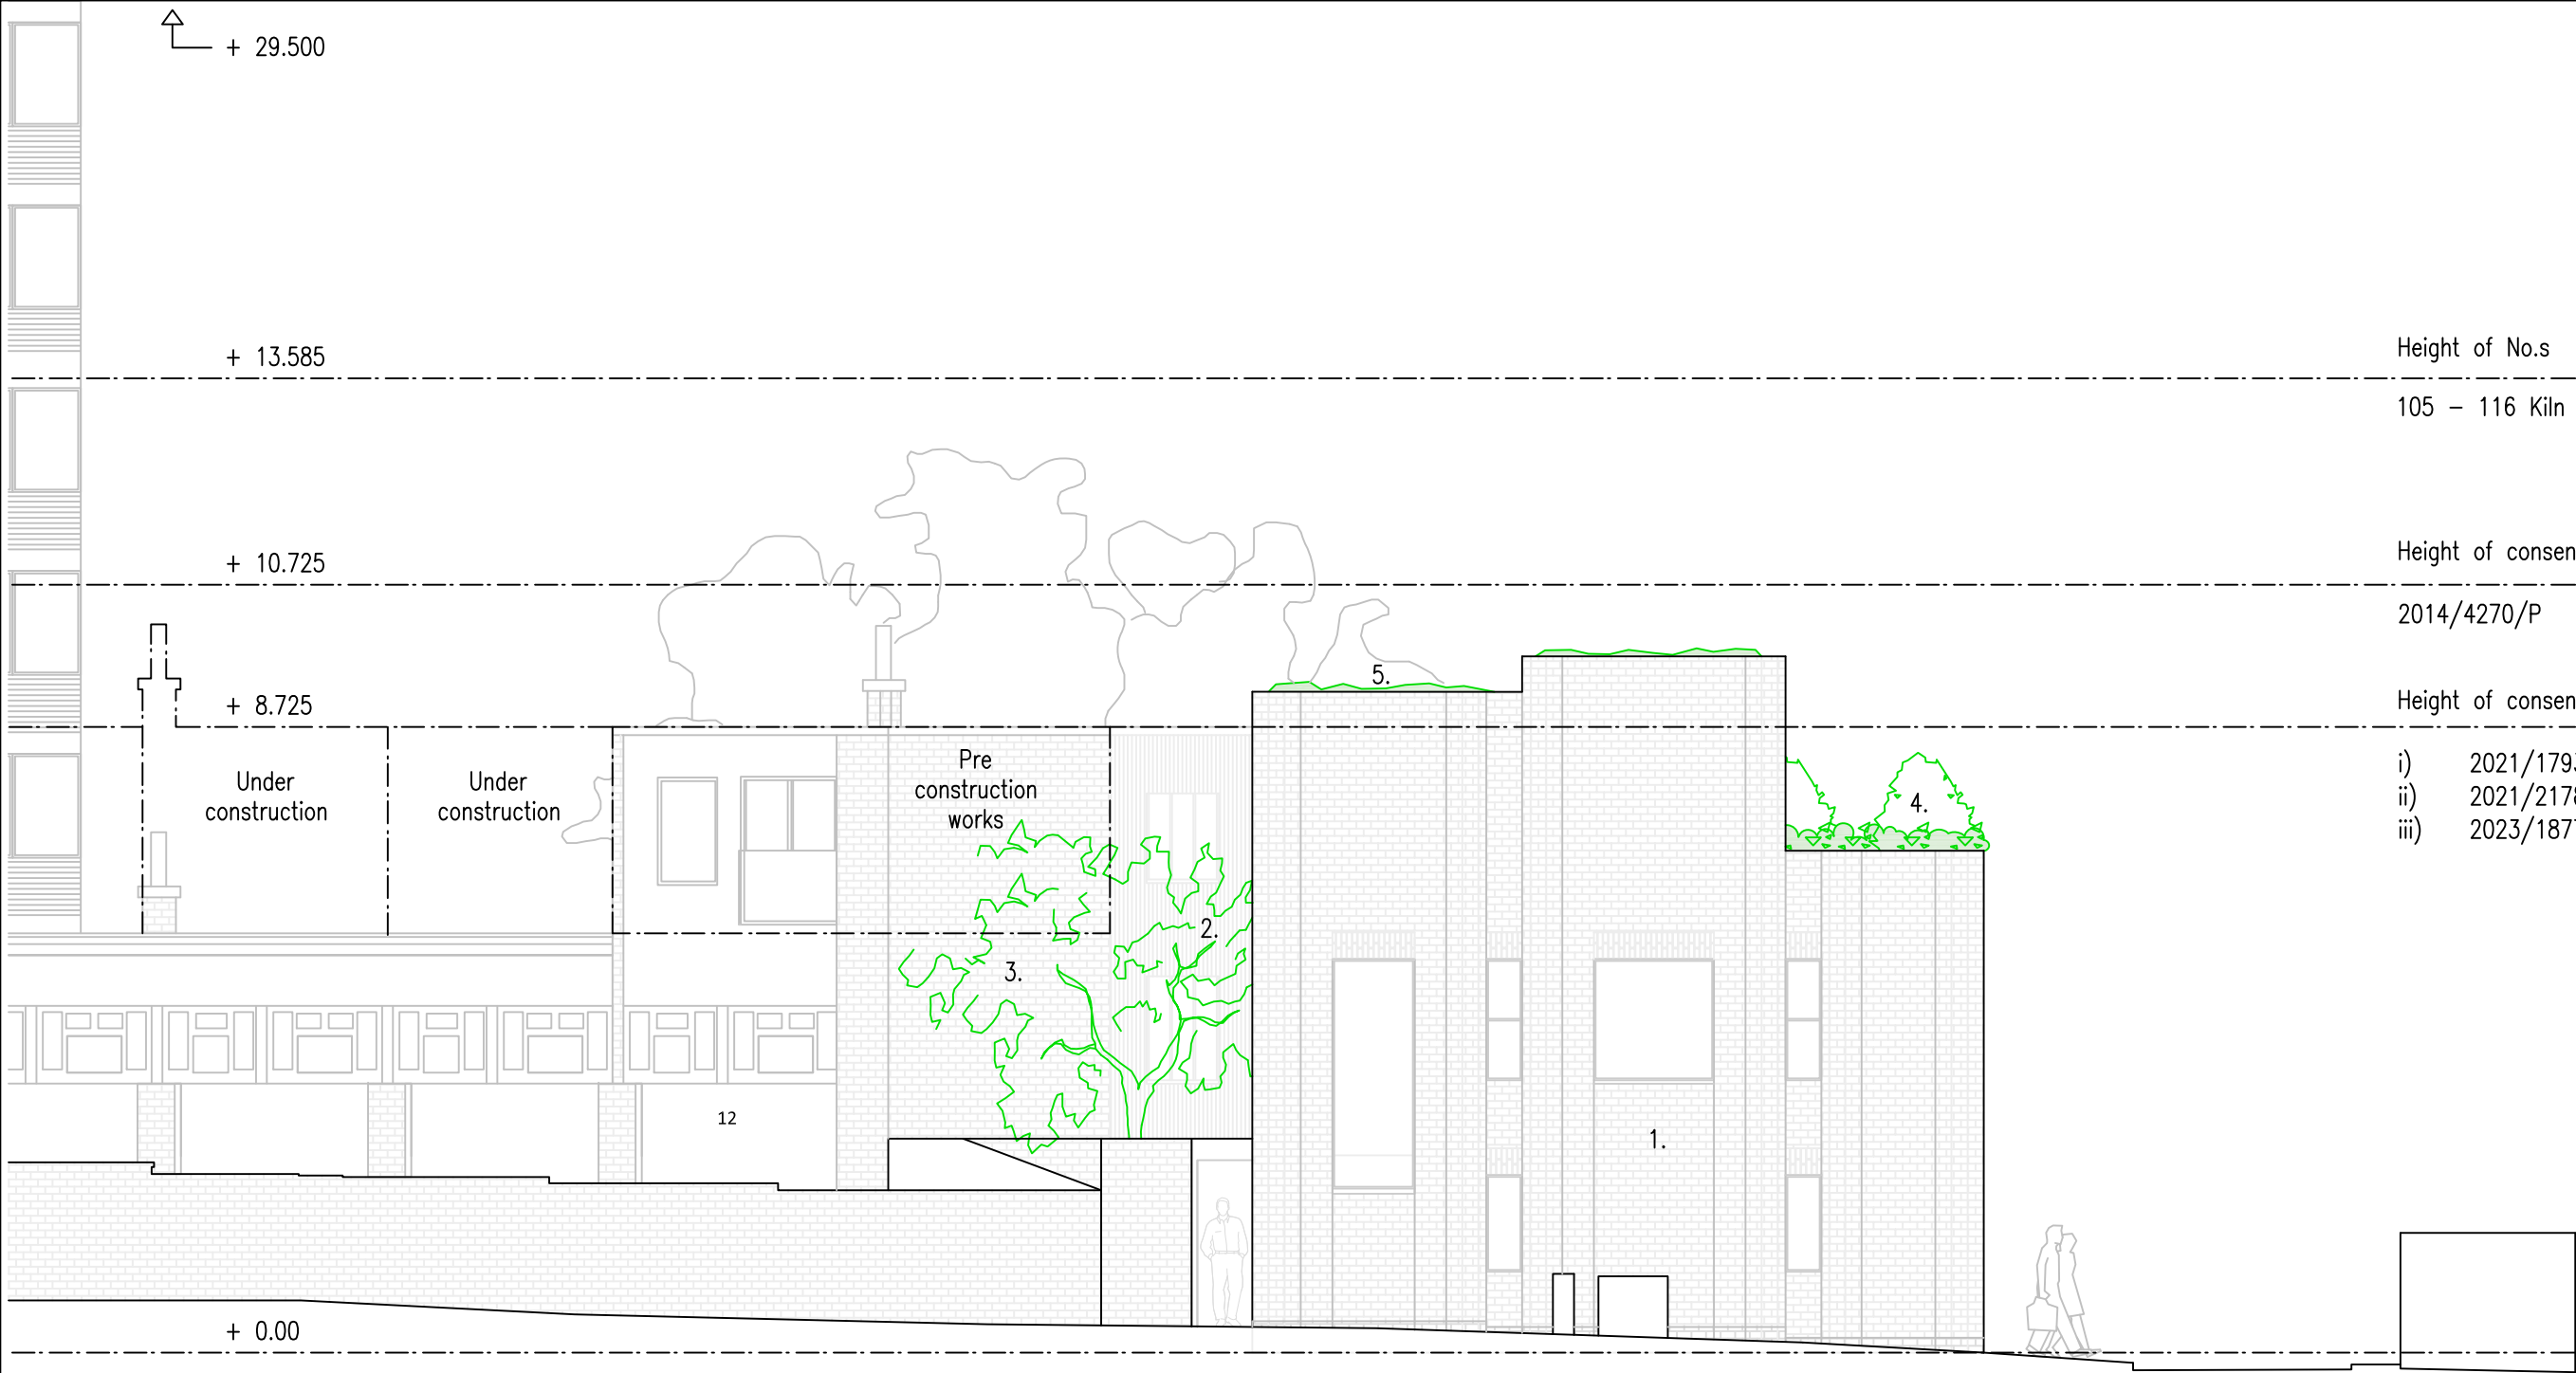 + 29.500
+ 13.585
Height of No.s
105 – 116 Kiln
+ 10.725
Height of consen
2014/4270/P
+ 8.725
Height of consen
i) 2021/179
ii) 2021/217
iii) 2023/187
Under
construction
Under
construction
Pre
construction
works
5.
4.
2.
3.
12
1.
+ 0.00